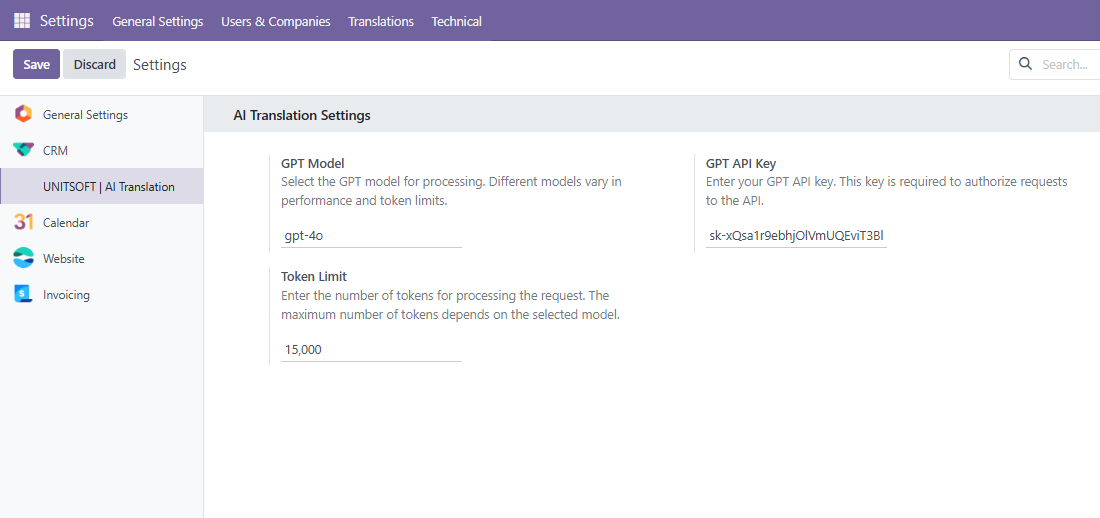 Settings General Settings Users & Companies Translations Technical
Save Discard Settings Search...
General Settings
CRM
UNITSOFT | AI Translation
31 Calendar
Website
$ Invoicing
AI Translation Settings
GPT Model
Select the GPT model for processing. Different models vary in
performance and token limits.
gpt-4o
GPT API Key
Enter your GPT API key. This key is required to authorize requests
to the API.
sk-xQsa1r9ebhjOlVmUQEviT3Bl
Token Limit
Enter the number of tokens for processing the request. The
maximum number of tokens depends on the selected model.
15,000